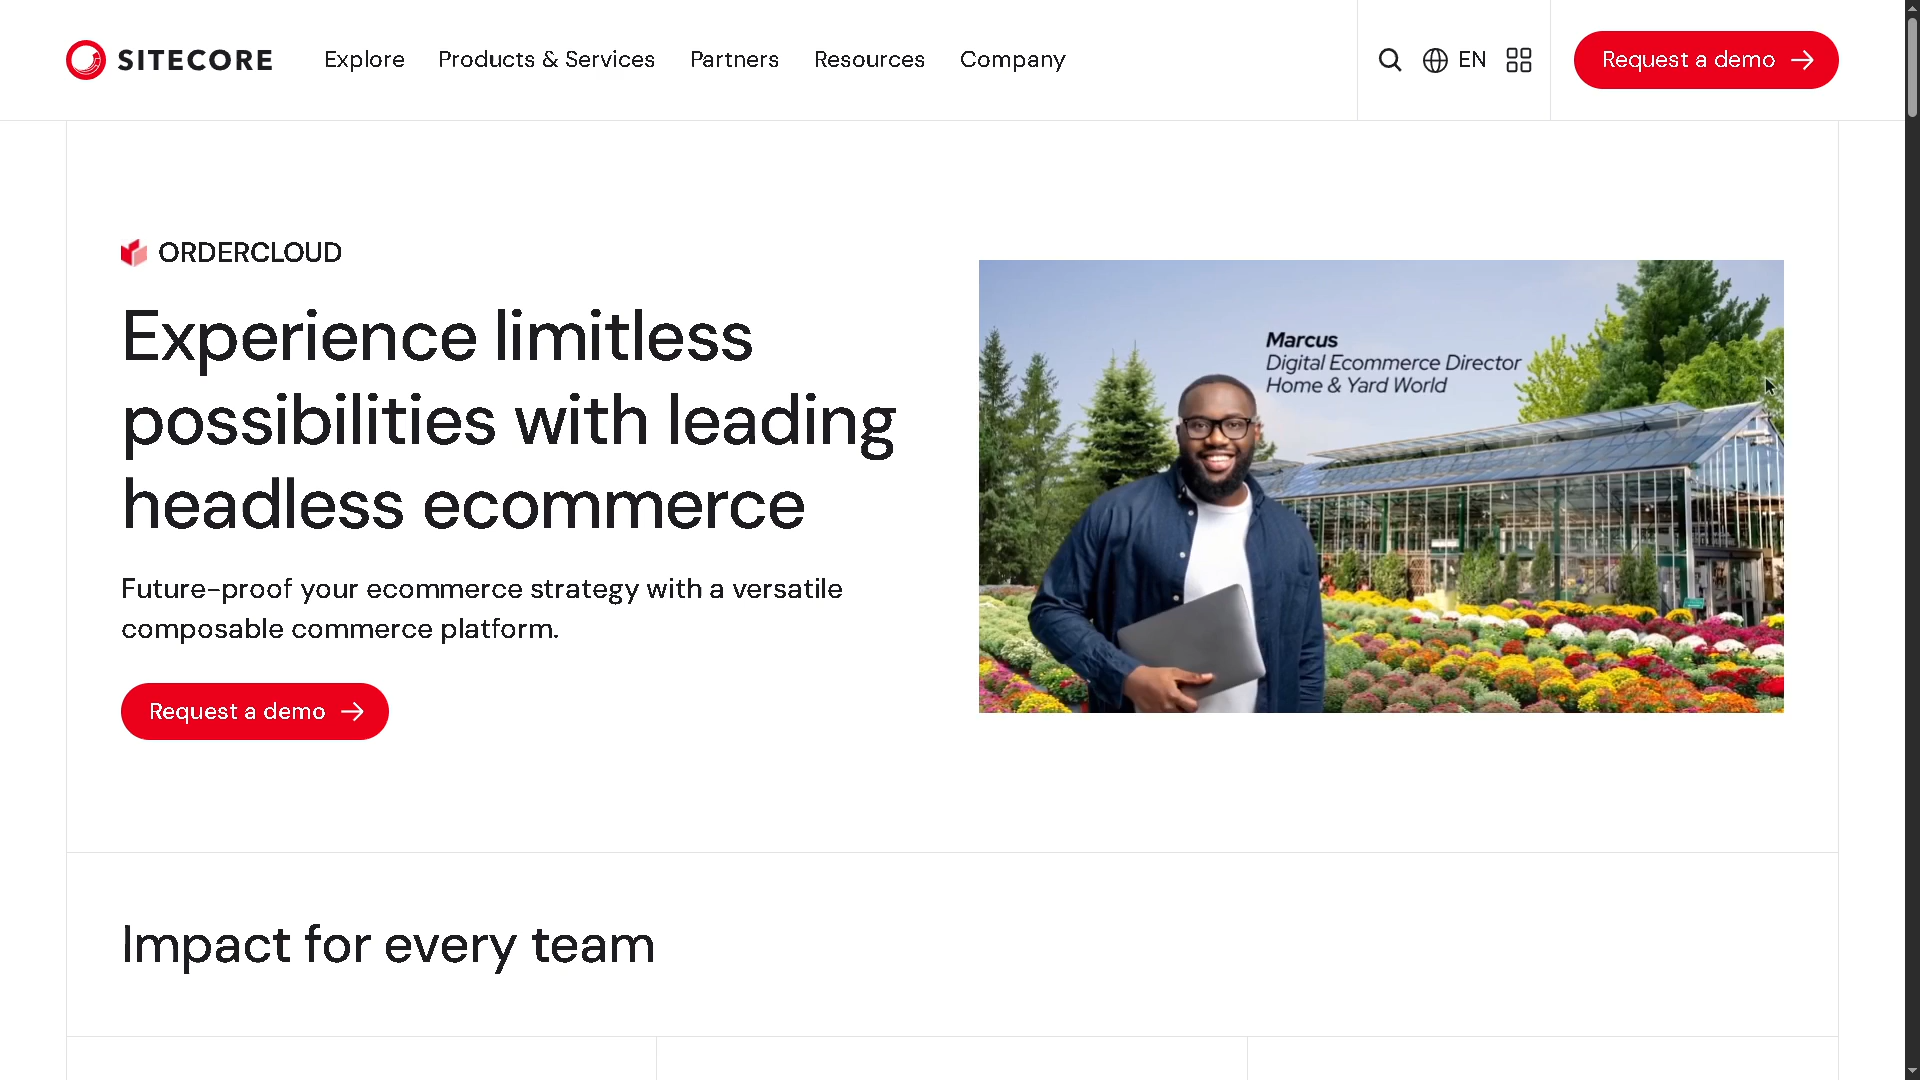 SITECORE
Explore
Products & Services
Partners
Resources
Company
EN
Request a demo
ORDERCLOUD
Experience limitless
possibilities with leading
headless ecommerce
Future-proof your ecommerce strategy with a versatile
composable commerce platform.
Request a demo
Marcus
Digital Ecommerce Director
Home & Yard World
Impact for every team